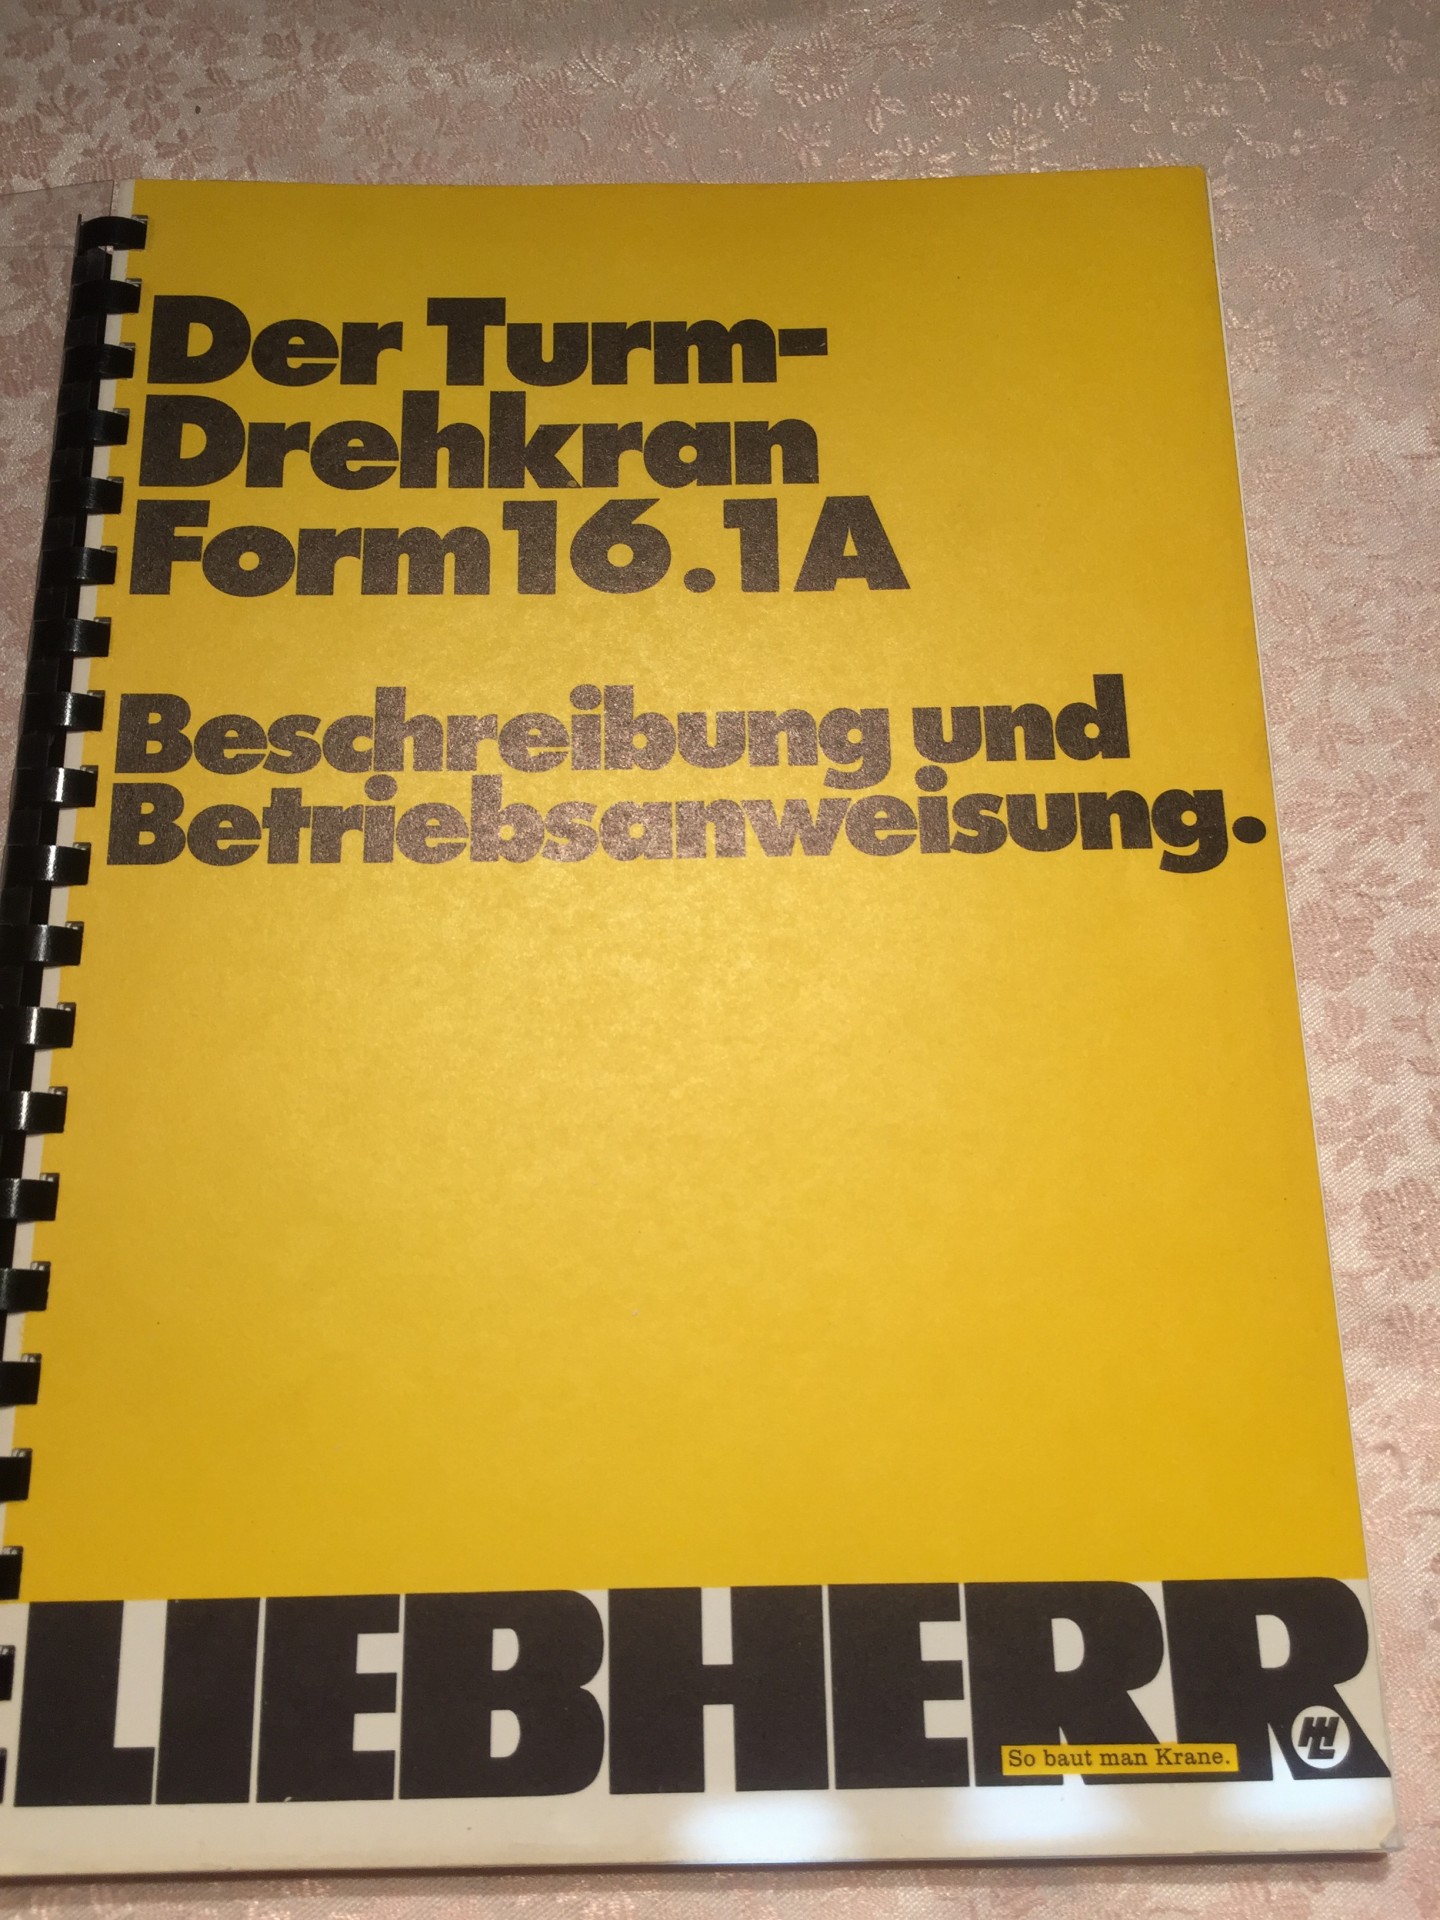 Der Turm-
Drehkran
Form 16.1A
Beschreibung und
Betriebsanweisung.
LIEBHERR
So baut man Krane.